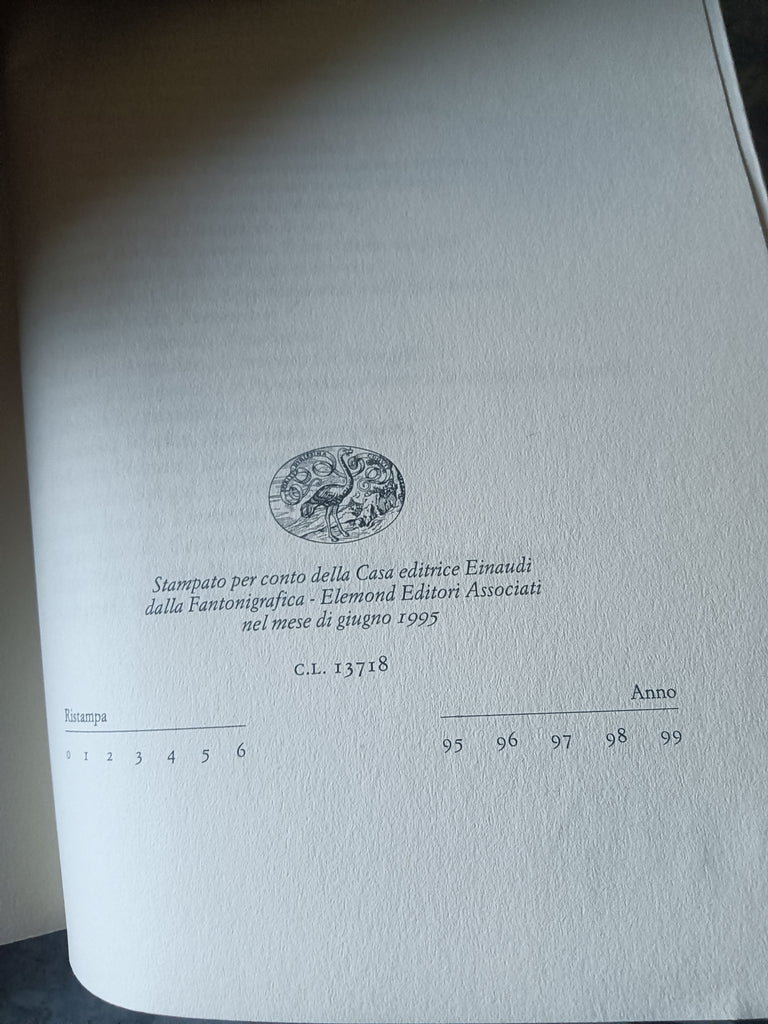 Stampato per conto della Casa editrice Einaudi
dalla Fantonigrafica - Elemond Editori Associati
nel mese di giugno 1995
C.L. 13718
Ristampa
Anno
0 1 2 3 4 5 6
95 96 97 98 99